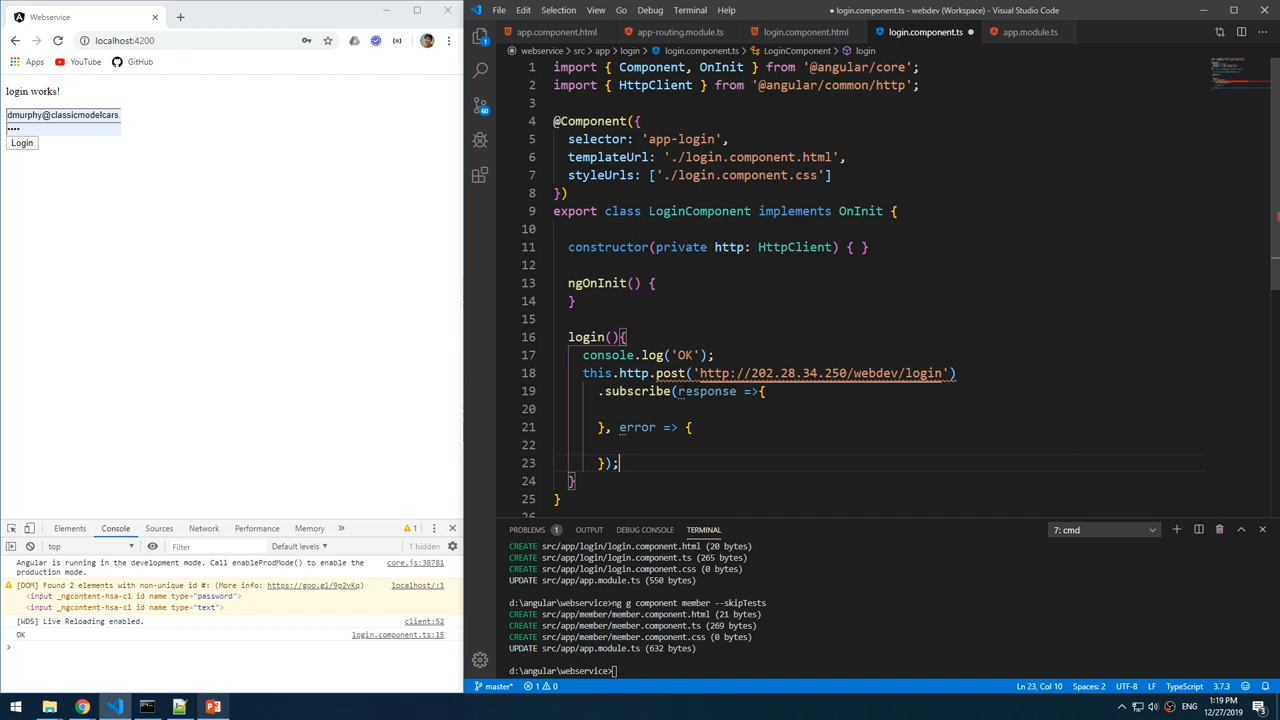 Webservice
localhost:4200
Apps YouTube GitHub
login works!
dmurphy@classicmodelcars.
••••
Login
Elements Console Sources Network Performance Memory » 1
top Filter Default levels 1 hidden
Angular is running in the development mode. Call enableProdMode() to enable the core.js:38781
production mode.
[DOM] Found 2 elements with non-unique id #: (More info: https://goo.gl/9p2vKq) localhost/:1
<input _ngcontent-hsa-c1 id name type="password">
<input _ngcontent-hsa-c1 id name type="text">
[WDS] Live Reloading enabled. client:52
OK login.component.ts:15
>
File Edit Selection View Go Debug Terminal Help ● login.component.ts - webdev (Workspace) - Visual Studio Code
app.component.html app-routing.module.ts login.component.html login.component.ts ● app.module.ts
webservice > src > app > login > login.component.ts > LoginComponent > login
1 import { Component, OnInit } from '@angular/core';
2 import { HttpClient } from '@angular/common/http';
3
4 @Component({
5 selector: 'app-login',
6 templateUrl: './login.component.html',
7 styleUrls: ['./login.component.css']
8 })
9 export class LoginComponent implements OnInit {
10
11 constructor(private http: HttpClient) { }
12
13 ngOnInit() {
14 }
15
16 login(){
17 console.log('OK');
18 this.http.post('http://202.28.34.250/webdev/login')
19 .subscribe(response =>{
20
21 }, error => {
22
23 });
24 }
25 }
26
PROBLEMS 1 OUTPUT DEBUG CONSOLE TERMINAL 7: cmd
CREATE src/app/login/login.component.html (20 bytes)
CREATE src/app/login/login.component.ts (265 bytes)
CREATE src/app/login/login.component.css (0 bytes)
UPDATE src/app/app.module.ts (550 bytes)
d:\angular\webservice>ng g component member --skipTests
CREATE src/app/member/member.component.html (21 bytes)
CREATE src/app/member/member.component.ts (269 bytes)
CREATE src/app/member/member.component.css (0 bytes)
UPDATE src/app/app.module.ts (632 bytes)
d:\angular\webservice>
60
1
master* 1 0 Ln 23, Col 10 Spaces: 2 UTF-8 LF TypeScript 3.7.3
ENG 1:19 PM
12/27/2019 3